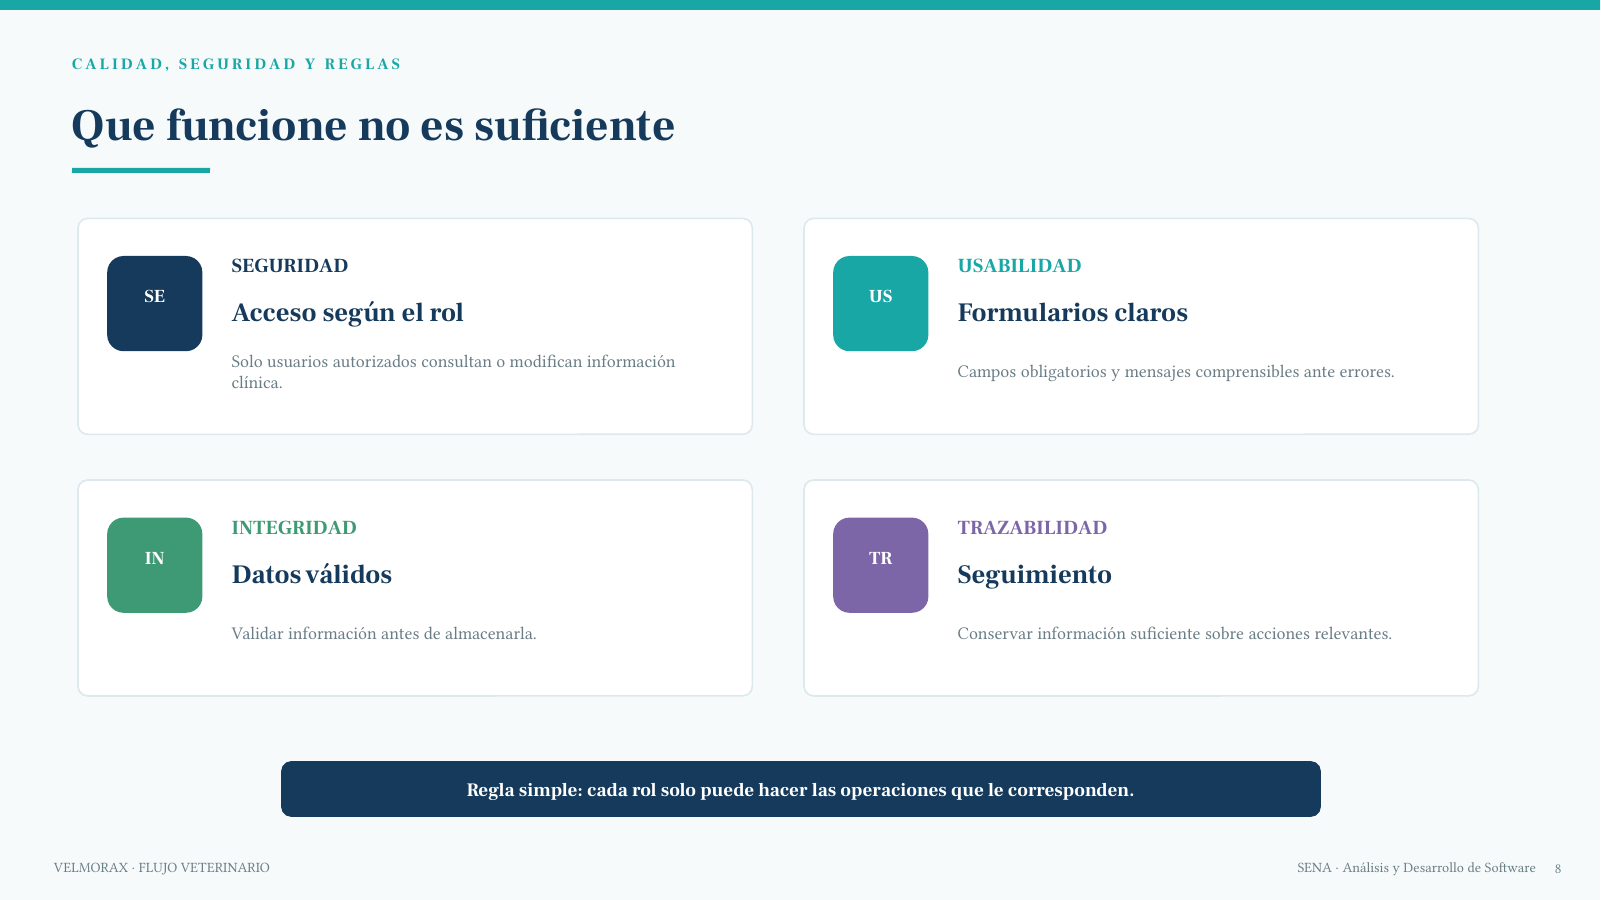 CALIDAD, SEGURIDAD Y REGLAS
Que funcione no es suficiente
SE
SEGURIDAD
Acceso según el rol
Solo usuarios autorizados consultan o modifican información
clínica.
US
USABILIDAD
Formularios claros
Campos obligatorios y mensajes comprensibles ante errores.
IN
INTEGRIDAD
Datos válidos
Validar información antes de almacenarla.
TR
TRAZABILIDAD
Seguimiento
Conservar información suficiente sobre acciones relevantes.
Regla simple: cada rol solo puede hacer las operaciones que le corresponden.
VELMORAX · FLUJO VETERINARIO
SENA · Análisis y Desarrollo de Software 8